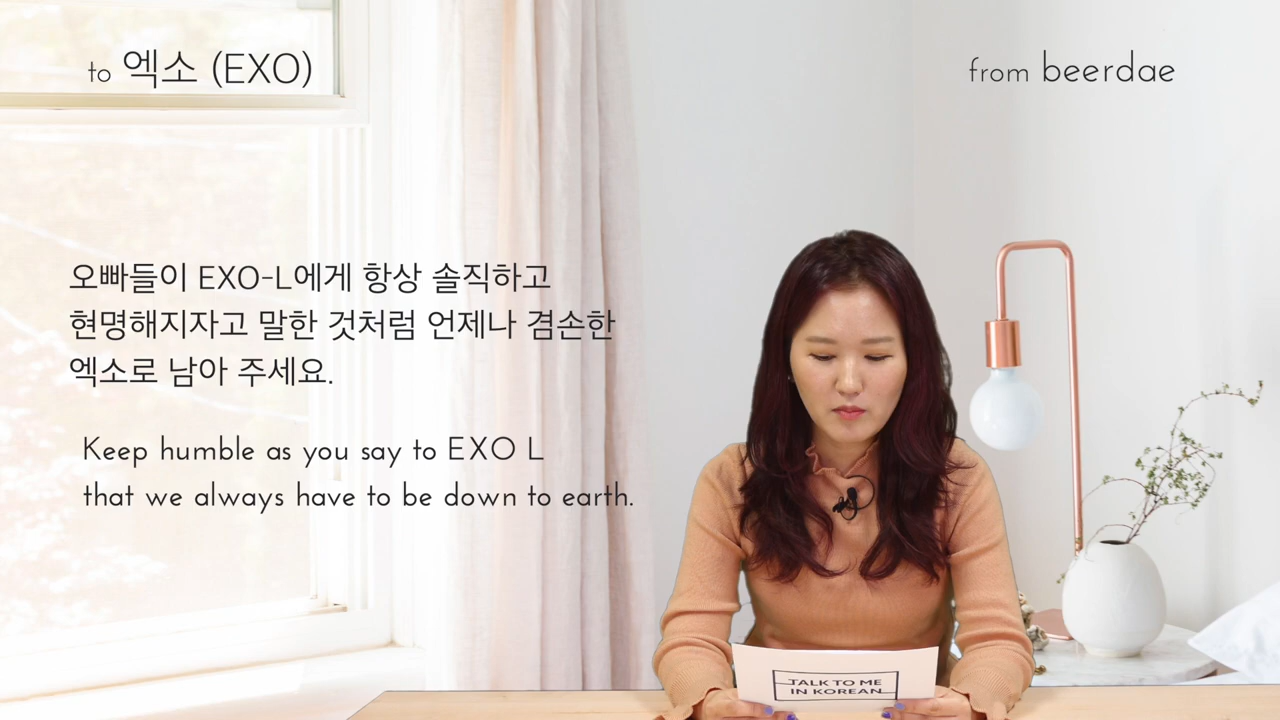 to 엑소 (EXO)
from beerdae
오빠들이 EXO-L에게 항상 솔직하고
현명해지자고 말한 것처럼 언제나 겸손한
엑소로 남아 주세요.
Keep humble as you say to EXO L
that we always have to be down to earth.
TALK TO ME
IN KOREAN